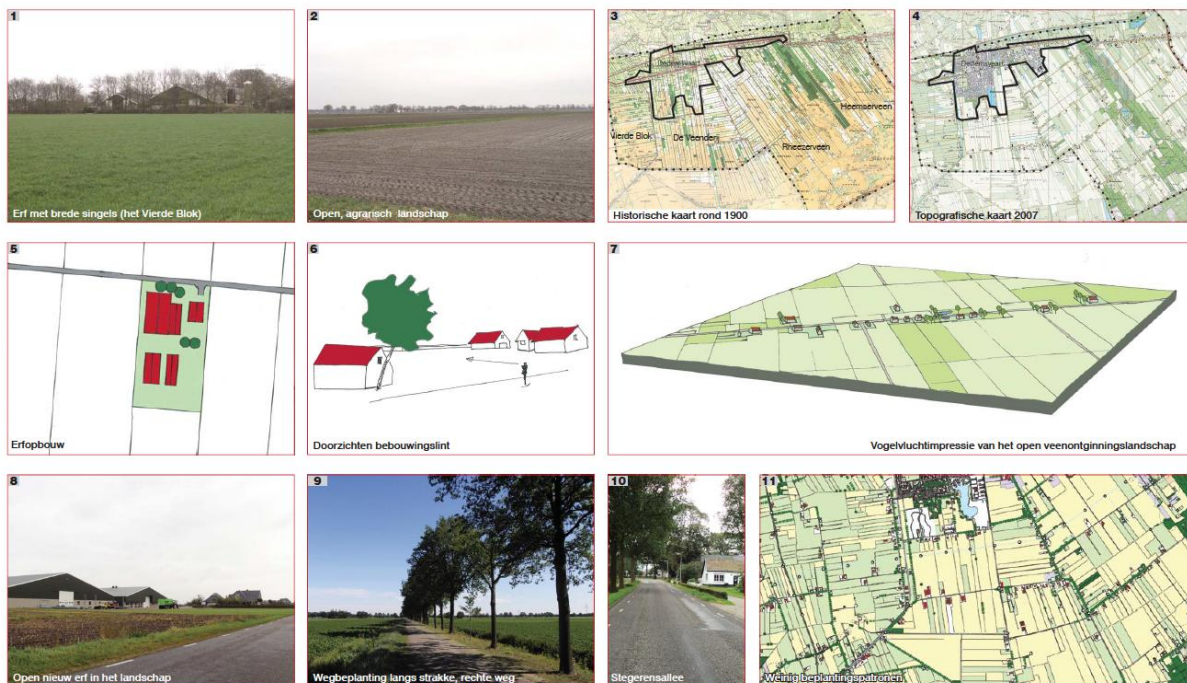 1
Erf met brede singels (het Vierde Blok)
2
Open, agrarisch landschap
3
Dedemsvaart
Heemserveen
Vierde Blok
De Veenderij
Rheezerveen
Historische kaart rond 1900
4
Dedemsvaart
Topografische kaart 2007
5
Erfopbouw
6
Doorzichten bebouwingslint
7
Vogelvluchtimpressie van het open veenontginningslandschap
8
Open nieuw erf in het landschap
9
Wegbeplanting langs strakke, rechte weg
10
Stegerensallee
11
Weinig beplantingspatronen